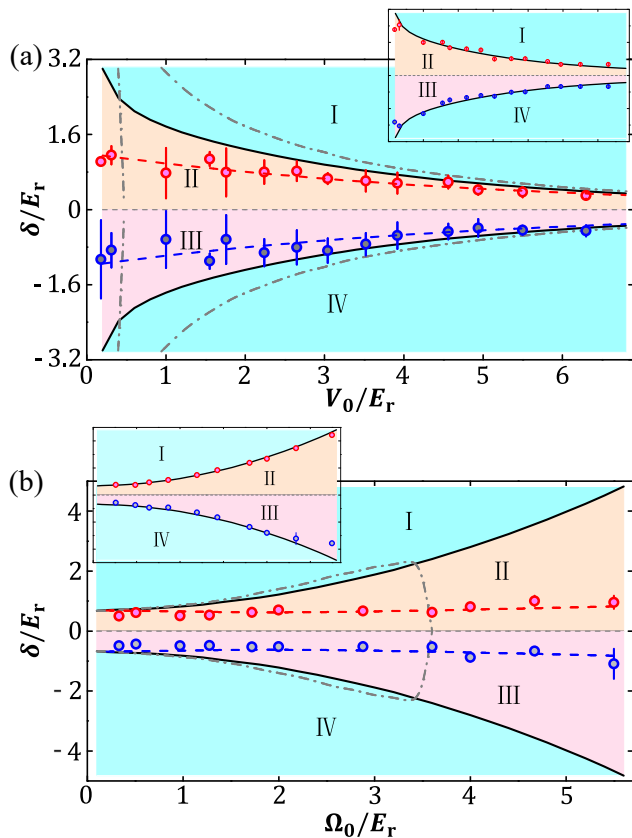 (a)
I
II
III
IV
3.2
1.6
0
-1.6
-3.2
δ/Eᵣ
I
II
III
IV
0 1 2 3 4 5 6
V₀/Eᵣ
(b)
I
II
III
IV
4
2
0
-2
-4
δ/Eᵣ
I
II
III
IV
0 1 2 3 4 5
Ω₀/Eᵣ